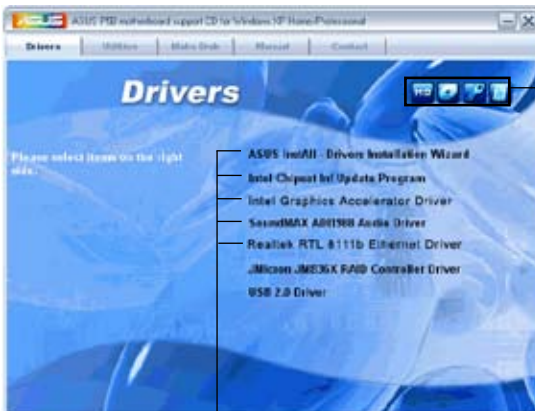 ASUS P5B motherboard support CD for Windows XP Home/Professional
Drivers Utilities Make Disk Manual Contact
Drivers
Please select items on the right
side.
ASUS InstAll - Drivers Installation Wizard
Intel Chipset Inf Update Program
Intel Graphics Accelerator Driver
SoundMAX Audio Driver
Realtek RTL 8111b Ethernet Driver
JMicron JMB36X RAID Controller Driver
USB 2.0 Driver